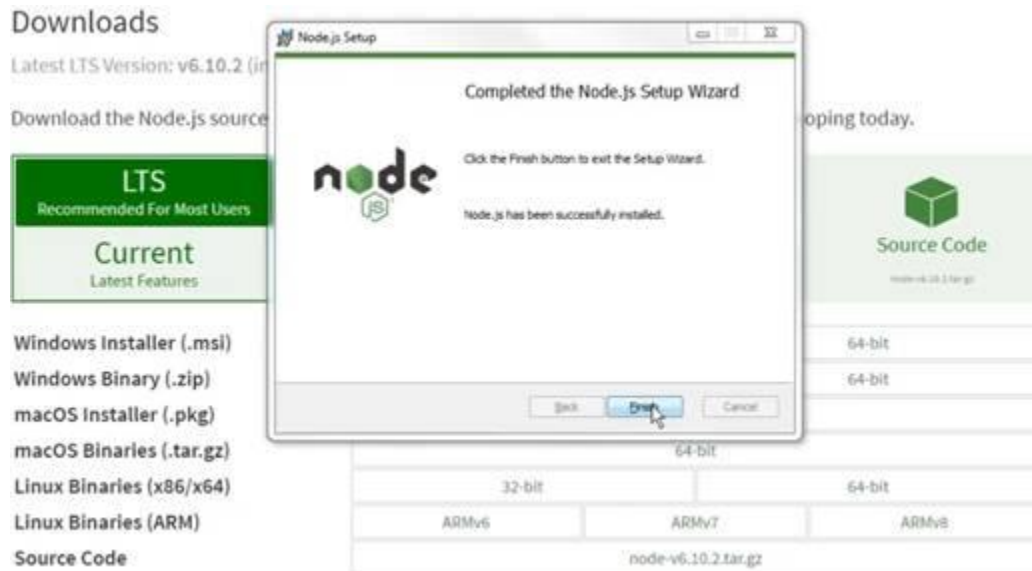 Downloads
Latest LTS Version: v6.10.2 (in
Download the Node.js source
oping today.
LTS
Recommended For Most Users
Current
Latest Features
Source Code
Node.js Setup
Completed the Node.js Setup Wizard
node
JS
Click the Finish button to exit the Setup Wizard.
Node.js has been successfully installed.
Back Finish Cancel
Windows Installer (.msi) 64-bit
Windows Binary (.zip) 64-bit
macOS Installer (.pkg)
macOS Binaries (.tar.gz) 64-bit
Linux Binaries (x86/x64) 32-bit 64-bit
Linux Binaries (ARM) ARMv6 ARMv7 ARMv8
Source Code node-v6.10.2.tar.gz